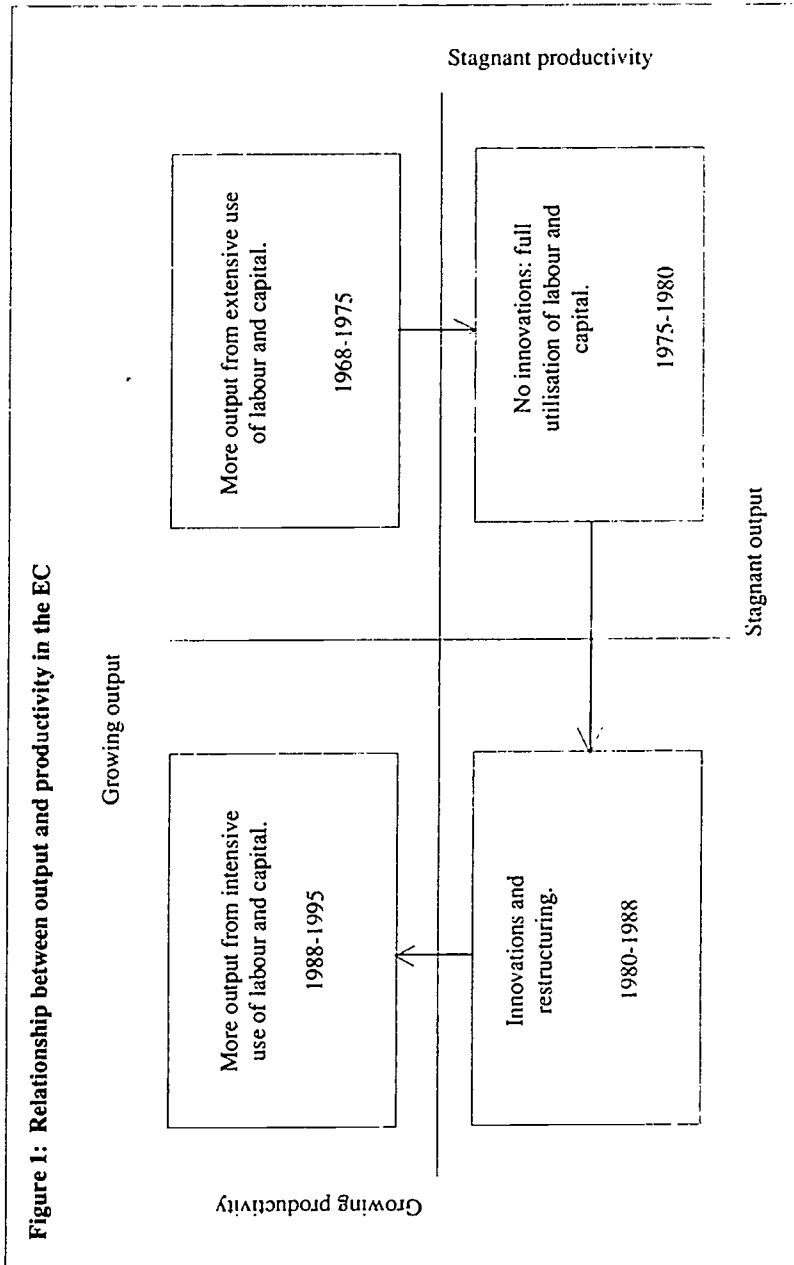 Figure 1: Relationship between output and productivity in the EC
Growing output
Growing productivity
More output from intensive
use of labour and capital.
1988-1995
More output from extensive use
of labour and capital.
1968-1975
Stagnant productivity
Innovations and
restructuring.
1980-1988
No innovations: full
utilisation of labour and
capital.
1975-1980
Stagnant output